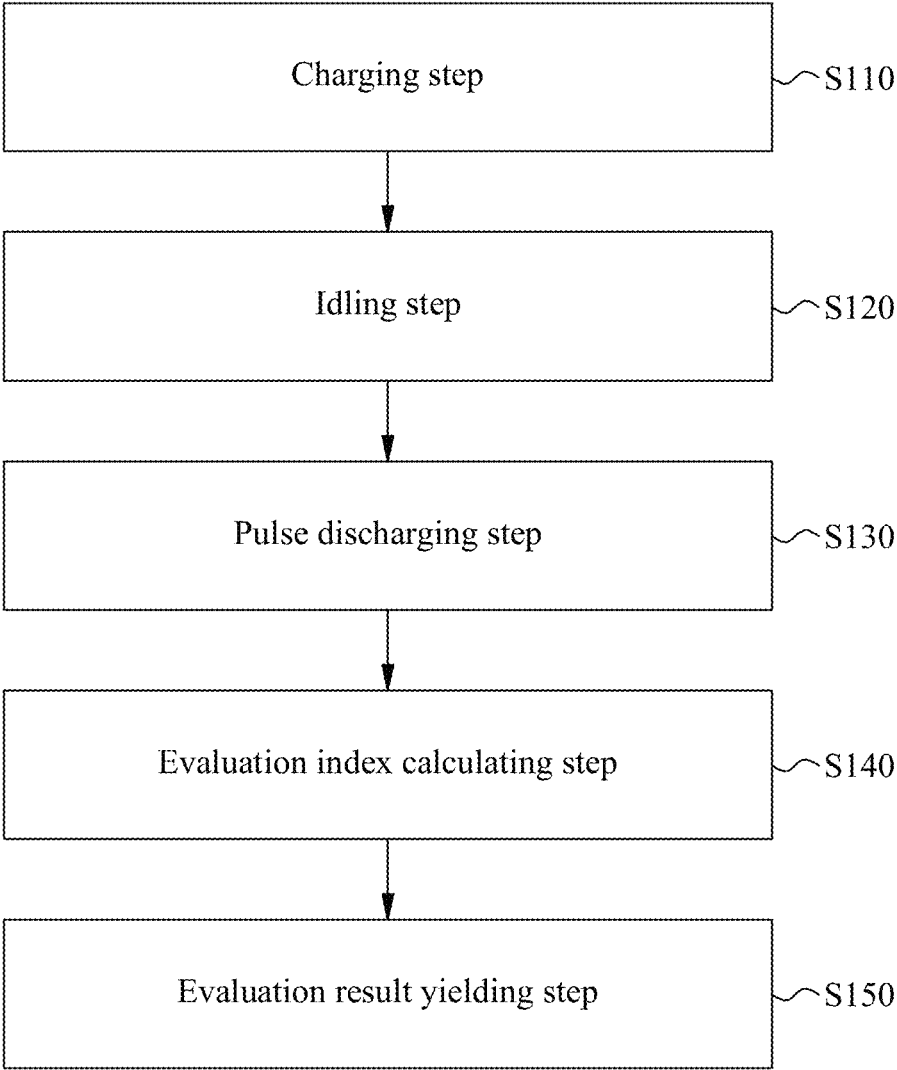 Charging step
S110
Idling step
S120
Pulse discharging step
S130
Evaluation index calculating step
S140
Evaluation result yielding step
S150